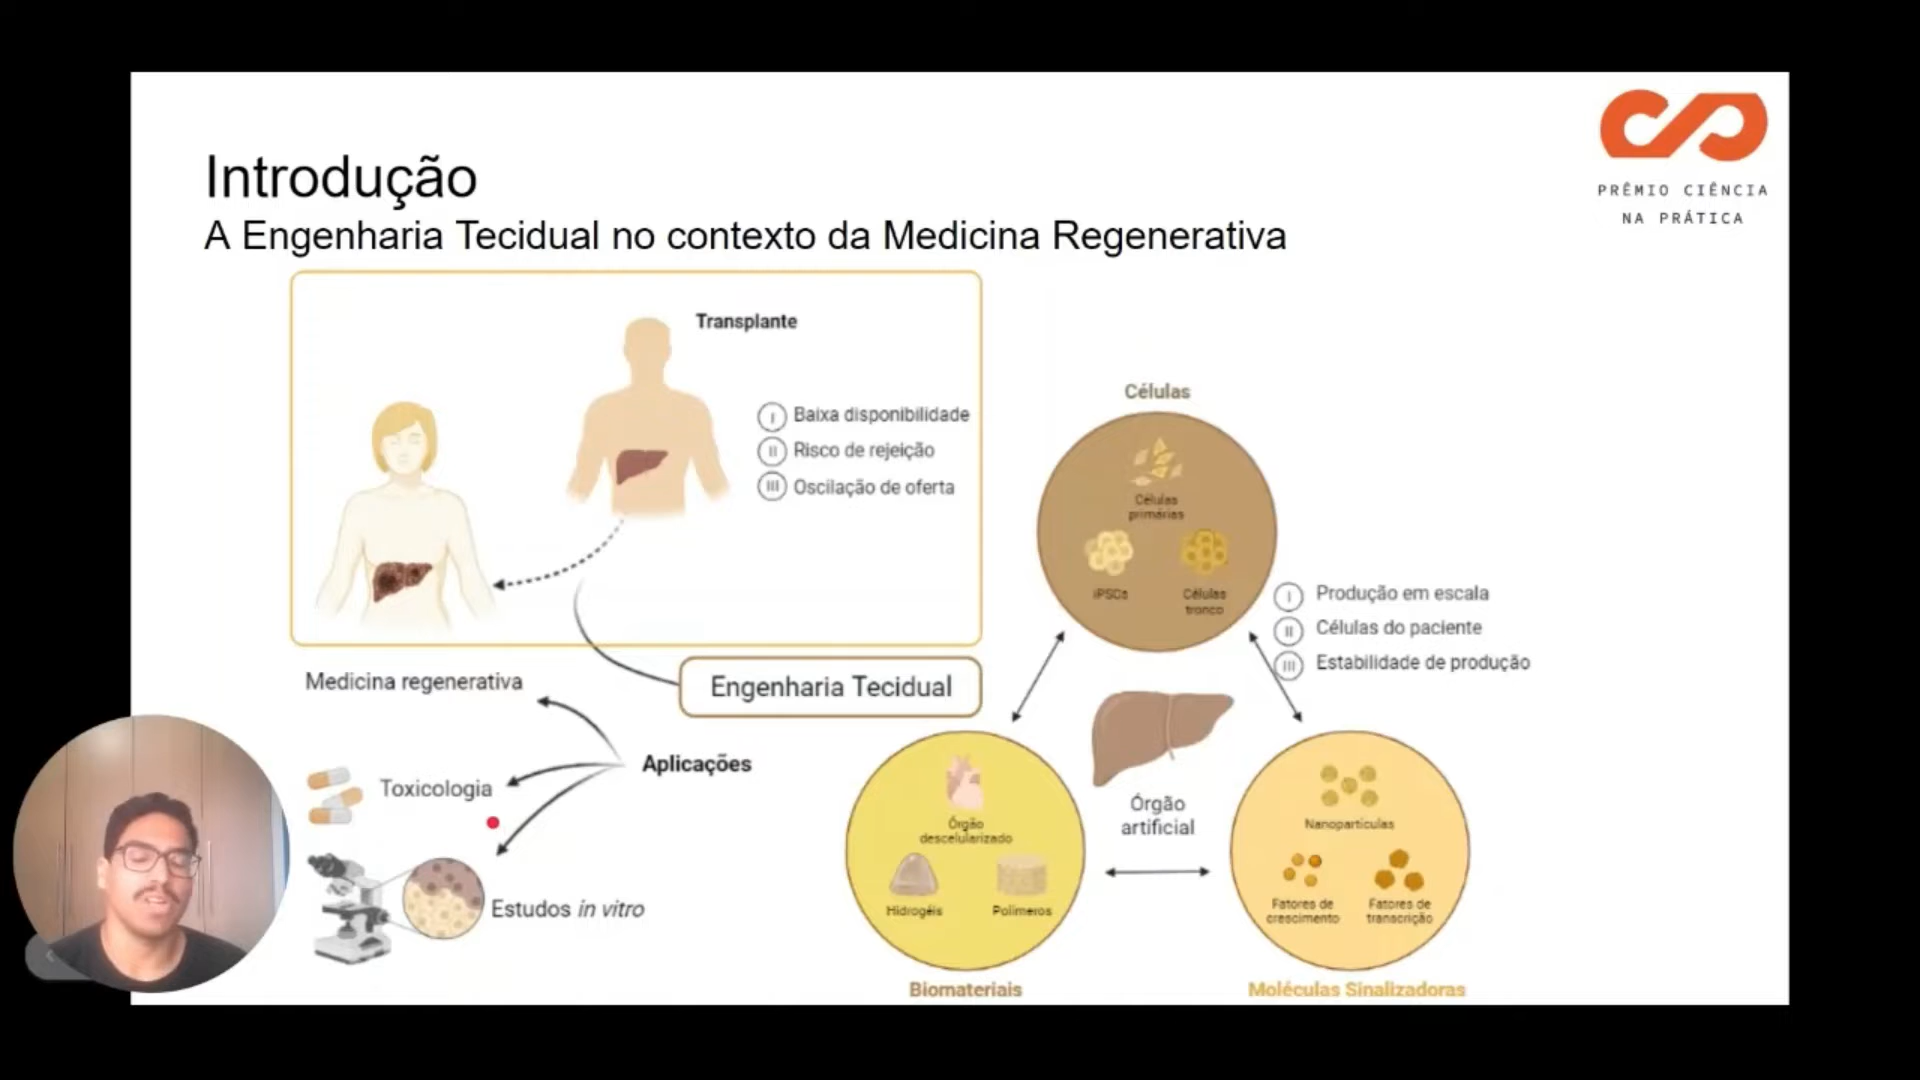 PRÊMIO CIÊNCIA
NA PRÁTICA
Introdução
A Engenharia Tecidual no contexto da Medicina Regenerativa
Transplante
I Baixa disponibilidade
II Risco de rejeição
III Oscilação de oferta
Engenharia Tecidual
Medicina regenerativa
Aplicações
Toxicologia
Estudos in vitro
Células
Células
primárias
iPSCs
Células
tronco
I Produção em escala
II Células do paciente
III Estabilidade de produção
Órgão
artificial
Órgão
descelularizado
Hidrogéis
Polímeros
Biomateriais
Nanopartículas
Fatores de
crescimento
Fatores de
transcrição
Moléculas Sinalizadoras